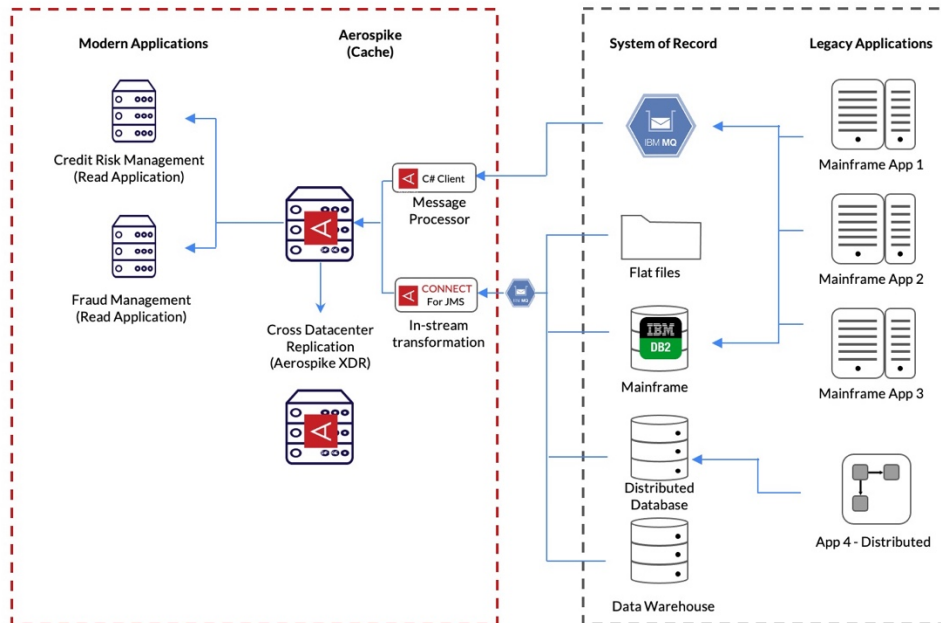 Modern Applications
Aerospike
(Cache)
System of Record
Legacy Applications
Credit Risk Management
(Read Application)
Fraud Management
(Read Application)
C# Client
Message
Processor
CONNECT
For JMS
In-stream
transformation
Cross Datacenter
Replication
(Aerospike XDR)
IBM MQ
IBM MQ
Flat files
IBM
DB2
Mainframe
Distributed
Database
Data Warehouse
Mainframe App 1
Mainframe App 2
Mainframe App 3
App 4 - Distributed